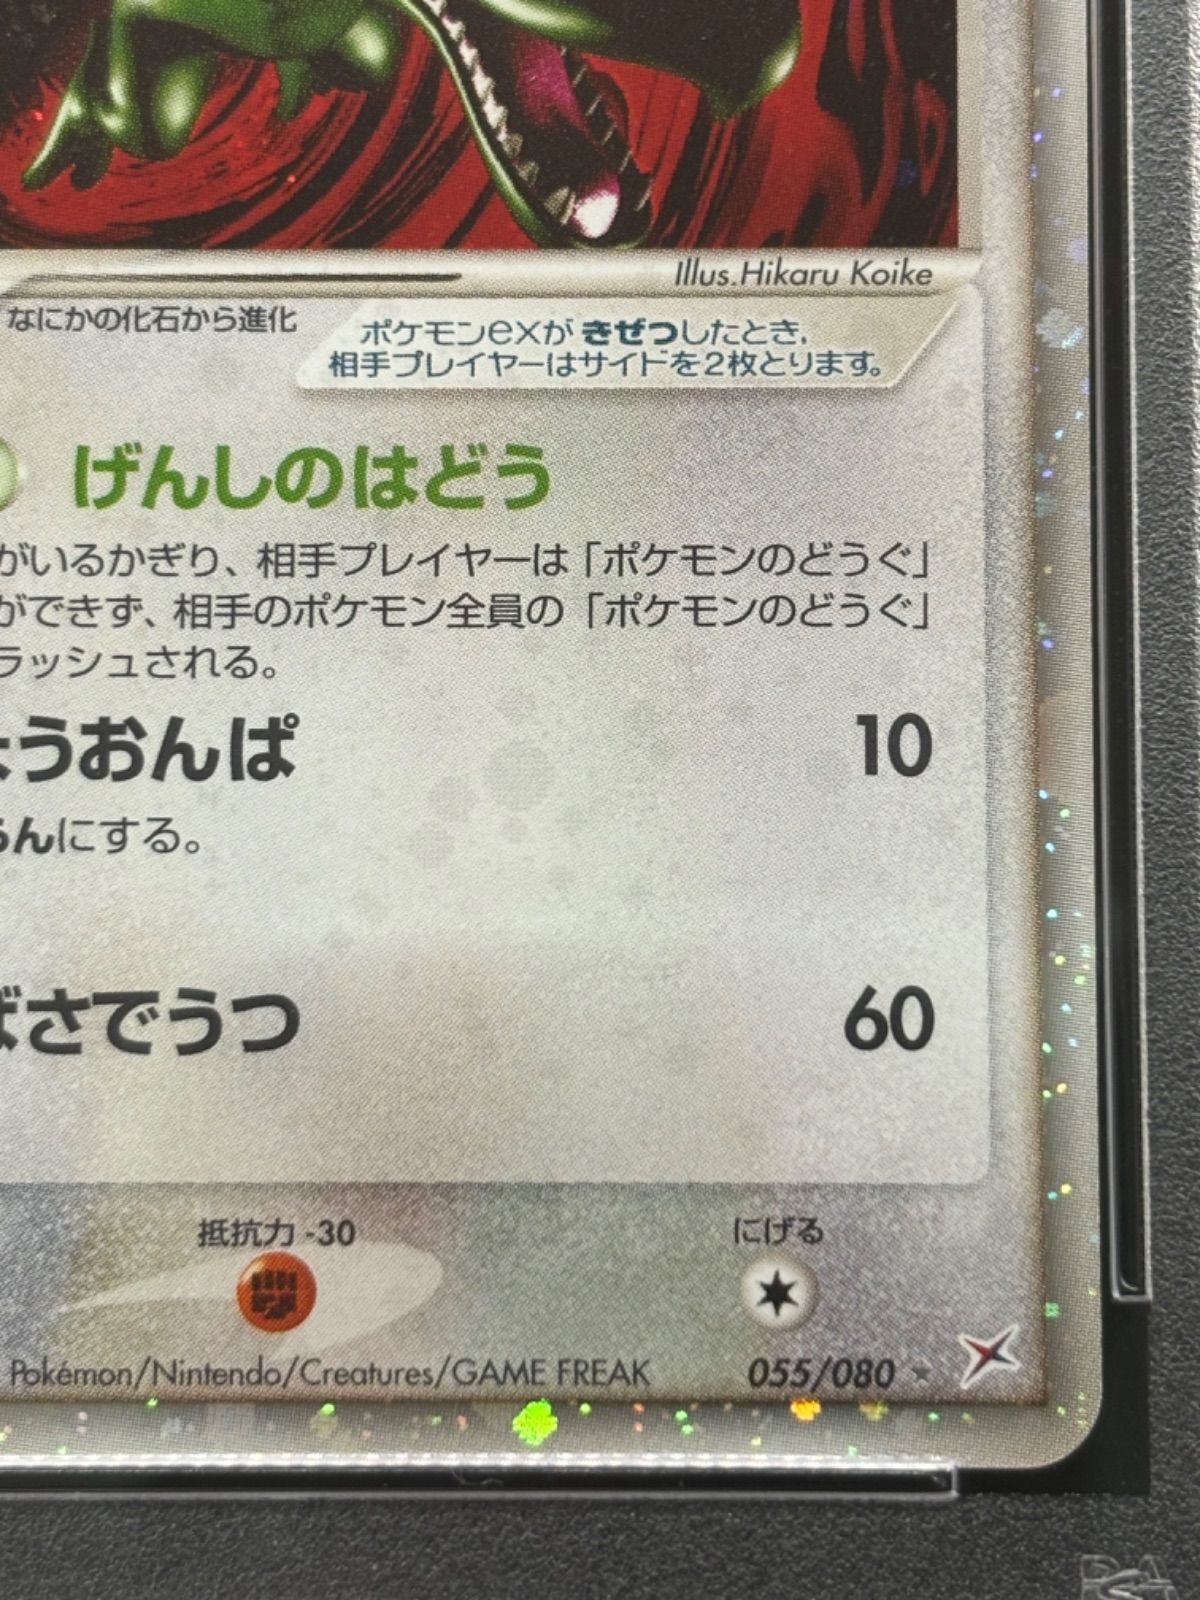 Illus.Hikaru Koike
なにかの化石から進化
ポケモンexが きぜつしたとき、
相手プレイヤーはサイドを2枚とります。
げんしのはどう
がいるかぎり、相手プレイヤーは「ポケモンのどうぐ」
ができず、相手のポケモン全員の「ポケモンのどうぐ」
ラッシュされる。
ょうおんぱ 10
らんにする。
ばさでうつ 60
抵抗力 -30
にげる
Pokémon/Nintendo/Creatures/GAME FREAK
055/080 ★
PSA